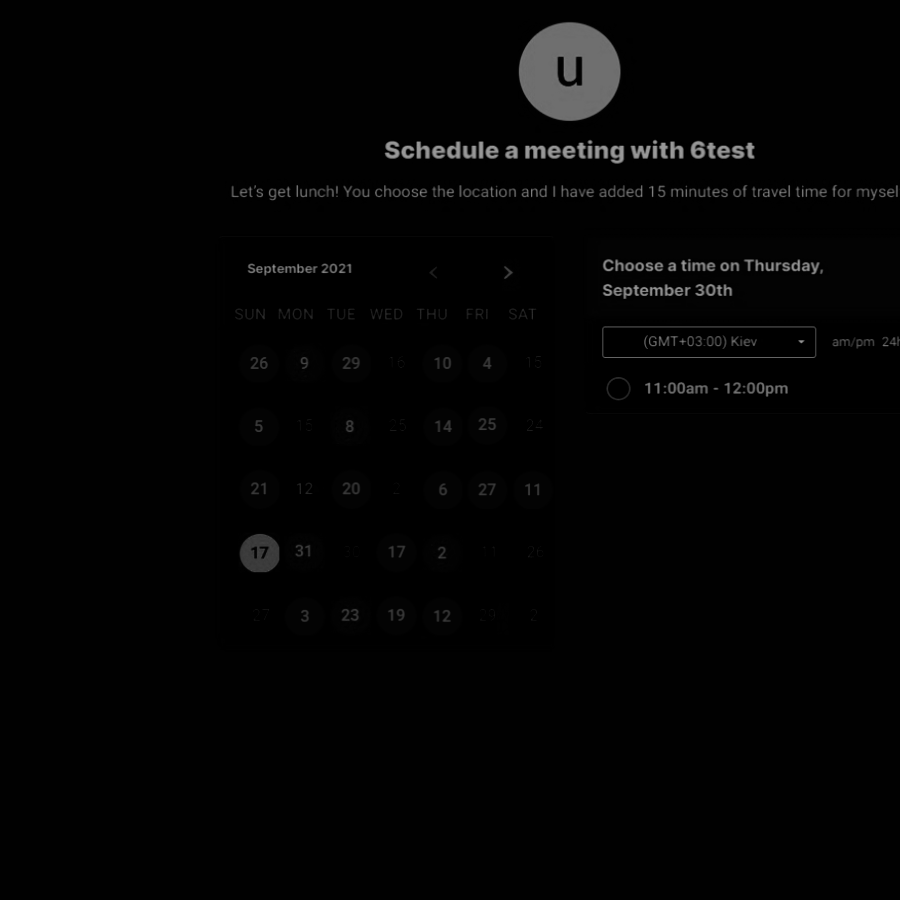 u
Schedule a meeting with 6test
Let's get lunch! You choose the location and I have added 15 minutes of travel time for mysel
September 2021
SUN MON TUE WED THU FRI SAT
26 9 29 16 10 4 15
5 15 8 25 14 25 24
21 12 20 2 6 27 11
17 31 30 17 2 11 26
27 3 23 19 12 29
Choose a time on Thursday,
September 30th
(GMT+03:00) Kiev
am/pm 24h
11:00am - 12:00pm